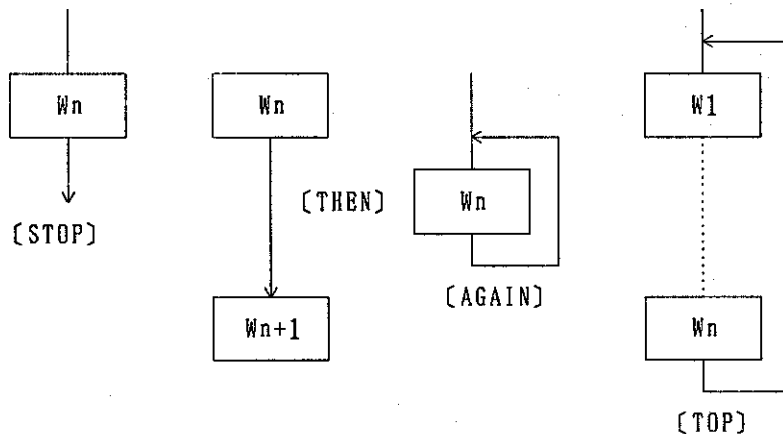 Wn
[STOP]
Wn
[THEN]
Wn+1
Wn
[AGAIN]
W1
Wn
[TOP]